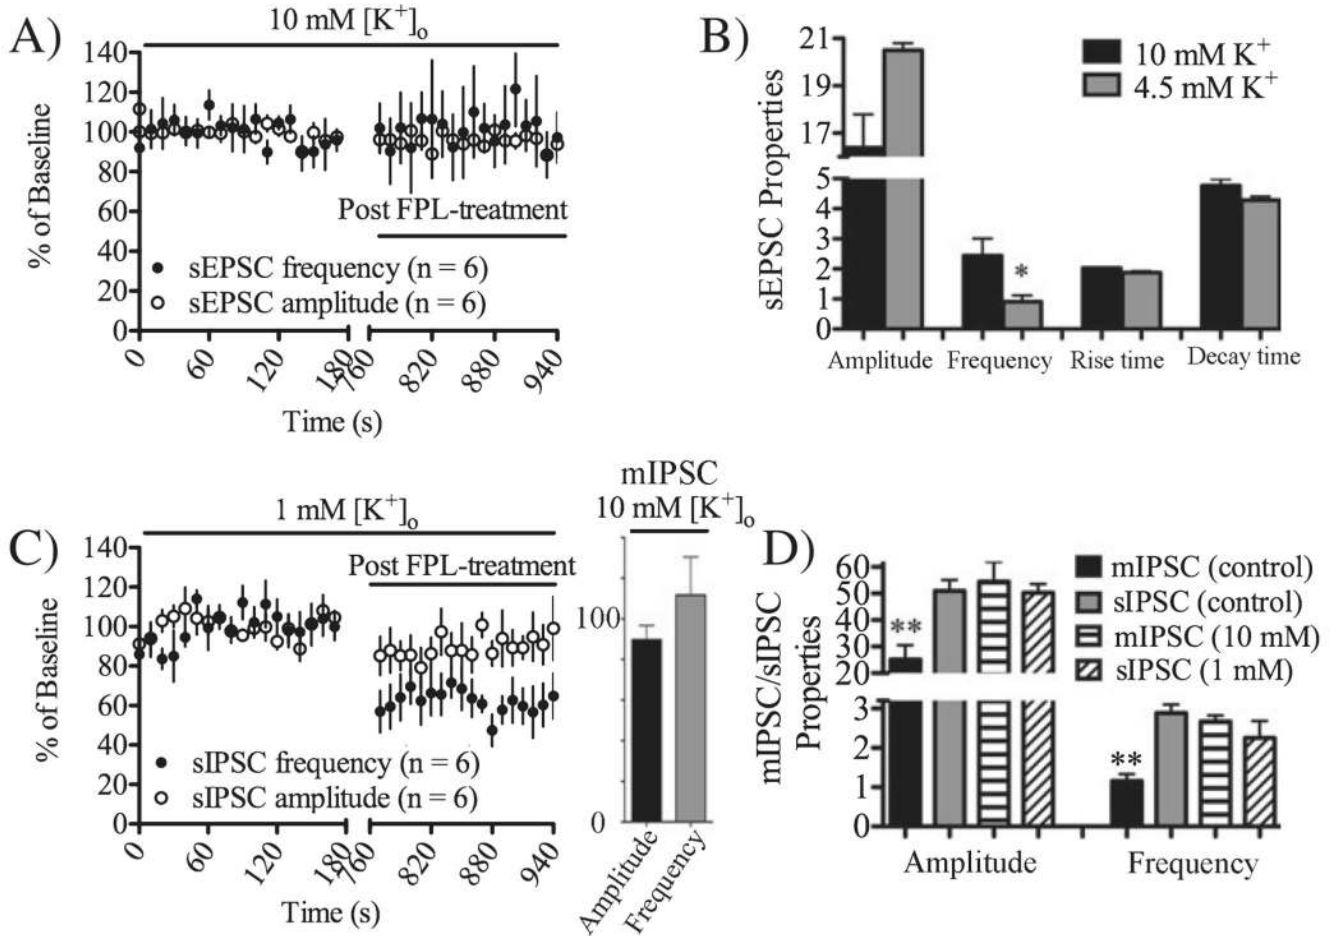 A)
10 mM [K+]o
% of Baseline
140
120
100
80
60
40
20
0
Post FPL-treatment
sEPSC frequency (n = 6)
sEPSC amplitude (n = 6)
0 60 120 180 760 820 880 940
Time (s)
B)
sEPSC Properties
21
19
17
5
4
3
2
1
0
10 mM K+
4.5 mM K+
*
Amplitude Frequency Rise time Decay time
C)
1 mM [K+]o
% of Baseline
140
120
100
80
60
40
20
0
Post FPL-treatment
sIPSC frequency (n = 6)
sIPSC amplitude (n = 6)
0 60 120 180 760 820 880 940
Time (s)
mIPSC
10 mM [K+]o
100
0
Amplitude
Frequency
D)
mIPSC/sIPSC
Properties
60
50
40
30
20
3
2
1
0
mIPSC (control)
sIPSC (control)
mIPSC (10 mM)
sIPSC (1 mM)
**
**
Amplitude Frequency